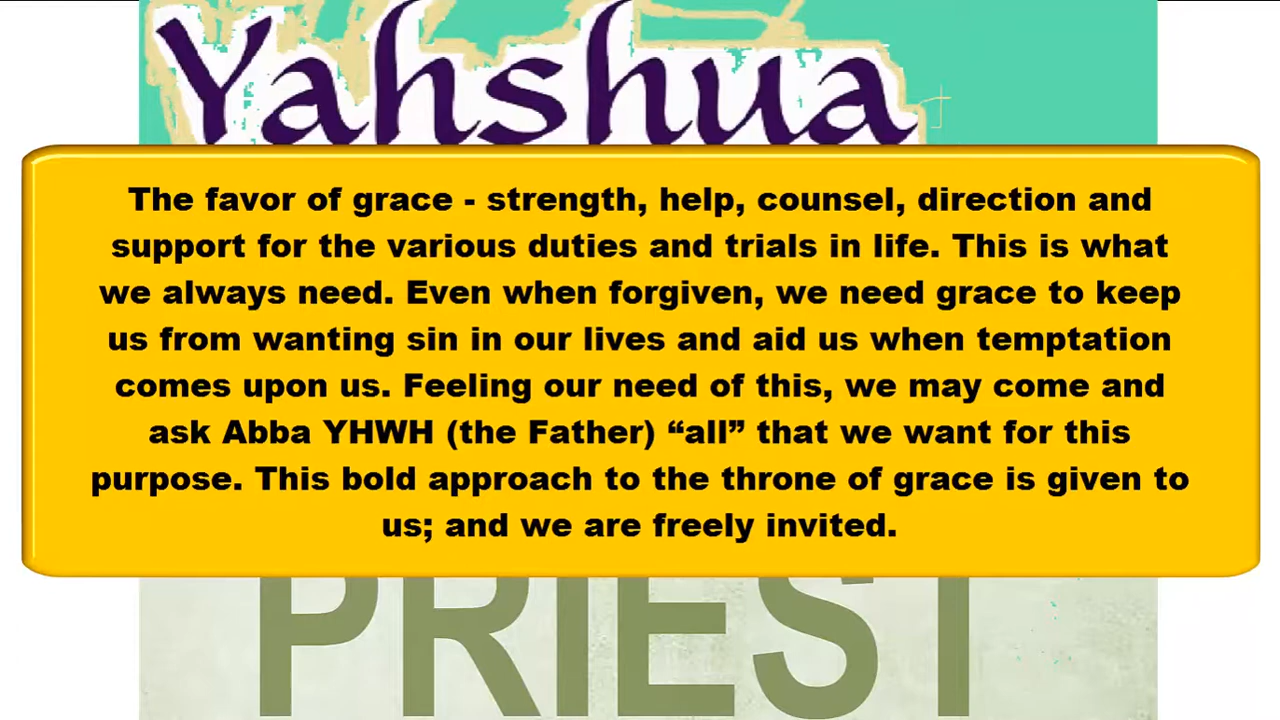 Yahshua
The favor of grace - strength, help, counsel, direction and
support for the various duties and trials in life. This is what
we always need. Even when forgiven, we need grace to keep
us from wanting sin in our lives and aid us when temptation
comes upon us. Feeling our need of this, we may come and
ask Abba YHWH (the Father) “all” that we want for this
purpose. This bold approach to the throne of grace is given to
us; and we are freely invited.
PRIEST